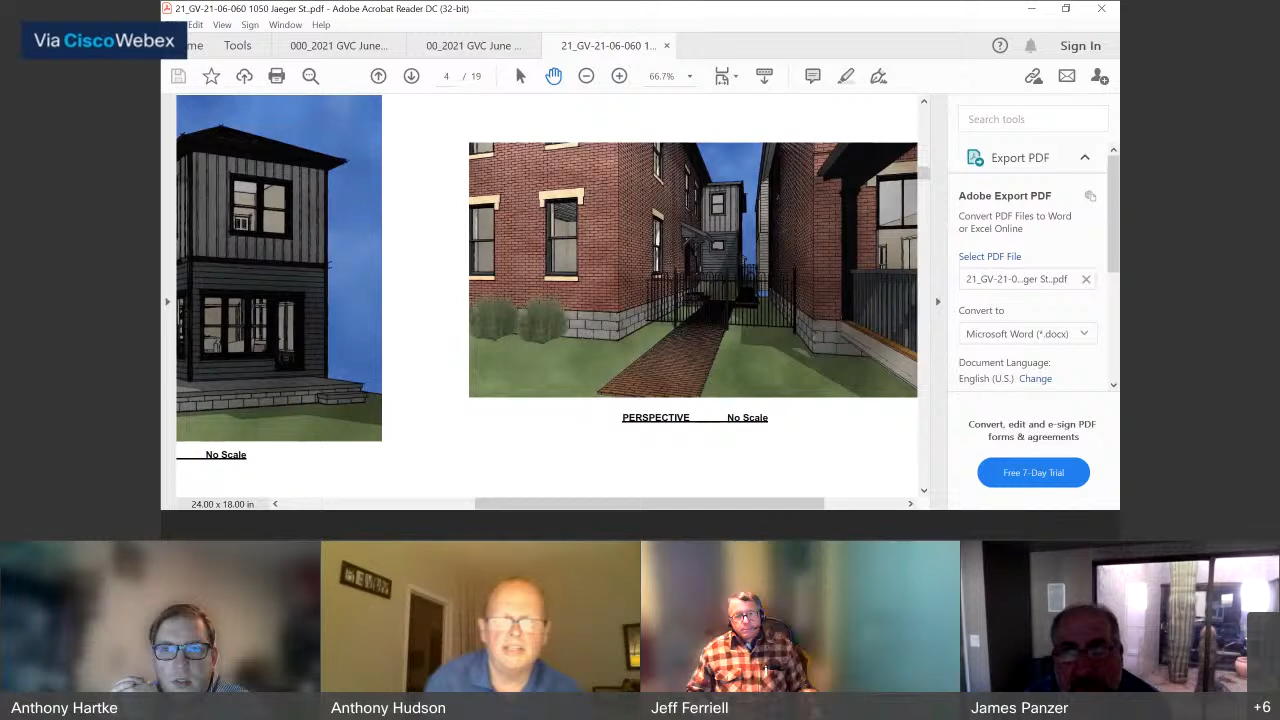 21_GV-21-06-060 1050 Jaeger St..pdf - Adobe Acrobat Reader DC (32-bit)
Edit View Sign Window Help
Via CiscoWebex
me Tools 000_2021 GVC June... 00_2021 GVC June ... 21_GV-21-06-060 1... × Sign In
4 / 19 66.7%
Search tools
Export PDF
Adobe Export PDF
Convert PDF Files to Word
or Excel Online
Select PDF File
21_GV-21-0...ger St..pdf
Convert to
Microsoft Word (*.docx)
Document Language:
English (U.S.) Change
PERSPECTIVE No Scale
Convert, edit and e-sign PDF
forms & agreements
No Scale
Free 7-Day Trial
24.00 x 18.00 in
Anthony Hartke
Anthony Hudson
Jeff Ferriell
James Panzer
+6